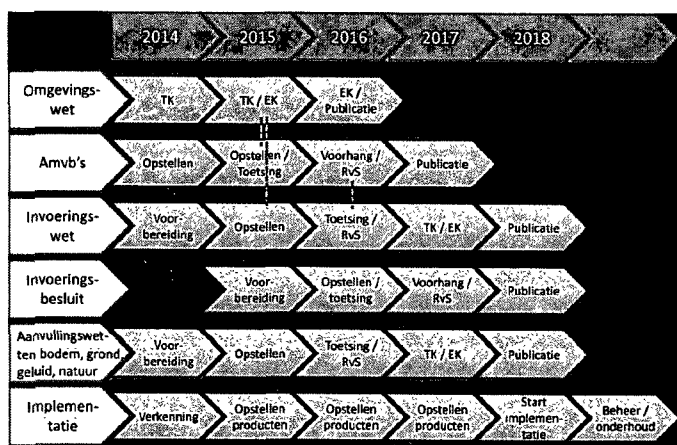 2014 2015 2016 2017 2018
Omgevings-
wet
TK
TK / EK
EK /
Publicatie
Amvb's
Opstellen
Opstellen /
Toetsing
Voorhang /
RvS
Publicatie
Invoerings-
wet
Voor-
bereiding
Opstellen
Toetsing /
RvS
TK / EK
Publicatie
Invoerings-
besluit
Voor-
bereiding
Opstellen /
toetsing
Voorhang /
RvS
Publicatie
Aanvullingswet-
ten bodem, grond,
geluid, natuur
Voor-
bereiding
Opstellen
Toetsing /
RvS
TK / EK
Publicatie
Implemen-
tatie
Verkenning
Opstellen
producten
Opstellen
producten
Opstellen
producten
Start
implemen-
tatie
Beheer /
onderhoud